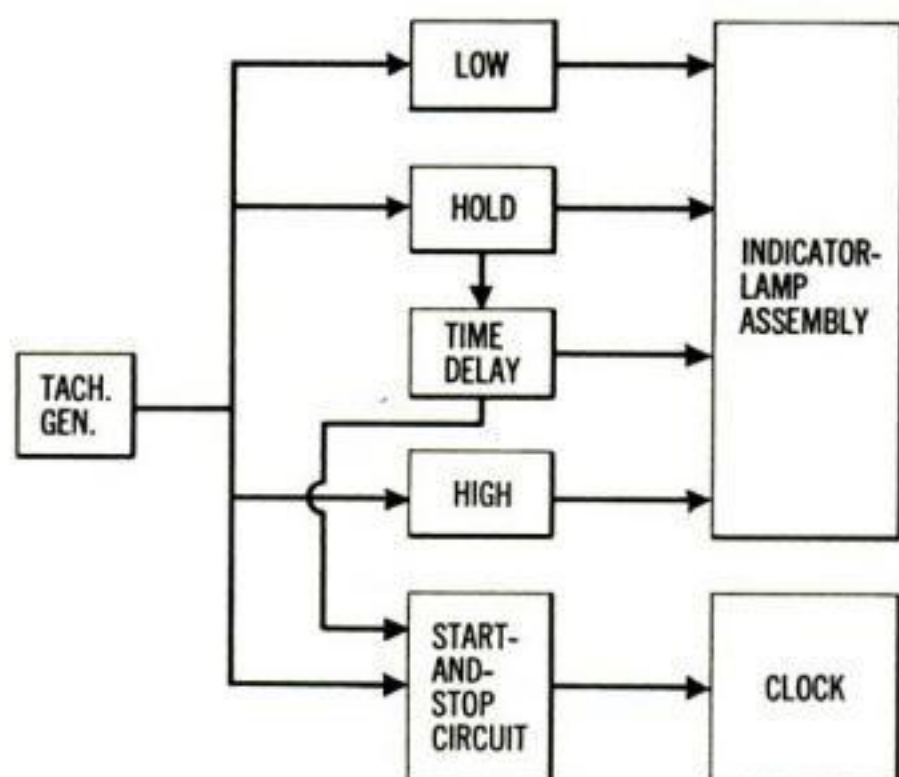 LOW
HOLD
TIME
DELAY
TACH.
GEN.
HIGH
INDICATOR-
LAMP
ASSEMBLY
START-
AND-
STOP
CIRCUIT
CLOCK